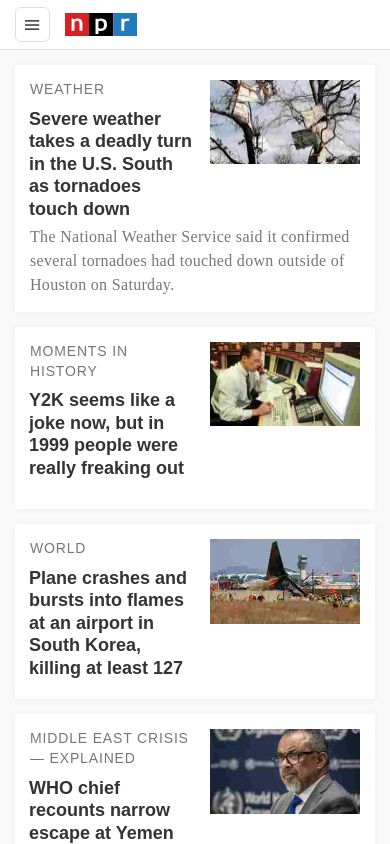 npr
WEATHER
Severe weather
takes a deadly turn
in the U.S. South
as tornadoes
touch down
The National Weather Service said it confirmed
several tornadoes had touched down outside of
Houston on Saturday.
MOMENTS IN
HISTORY
Y2K seems like a
joke now, but in
1999 people were
really freaking out
WORLD
Plane crashes and
bursts into flames
at an airport in
South Korea,
killing at least 127
MIDDLE EAST CRISIS
— EXPLAINED
WHO chief
recounts narrow
escape at Yemen